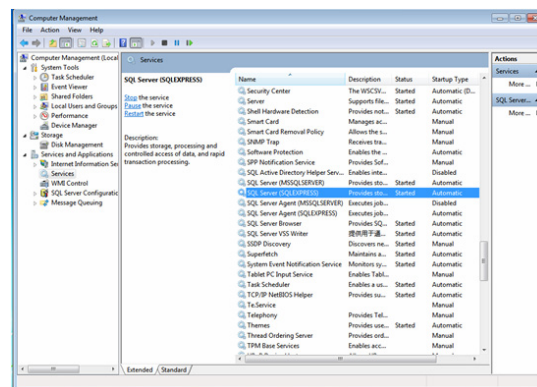 Computer Management
File Action View Help
Computer Management (Local
System Tools
Task Scheduler
Event Viewer
Shared Folders
Local Users and Groups
Performance
Device Manager
Storage
Disk Management
Services and Applications
Internet Information Se
Services
WMI Control
SQL Server Configuratio
Message Queuing
Services
SQL Server (SQLEXPRESS)
Stop the service
Pause the service
Restart the service
Description:
Provides storage, processing and
controlled access of data, and rapid
transaction processing.
Name Description Status Startup Type
Security Center The WSCSV... Started Automatic (D...
Server Supports file... Started Automatic
Shell Hardware Detection Provides not... Started Automatic
Smart Card Manages ac... Manual
Smart Card Removal Policy Allows the s... Manual
SNMP Trap Receives tra... Manual
Software Protection Enables the ... Automatic
SPP Notification Service Provides Sof... Manual
SQL Active Directory Helper Serv... Enables inte... Disabled
SQL Server (MSSQLSERVER) Provides sto... Started Automatic
SQL Server (SQLEXPRESS) Provides sto... Started Automatic
SQL Server Agent (MSSQLSERVER) Executes job... Disabled
SQL Server Agent (SQLEXPRESS) Executes job... Automatic
SQL Server Browser Provides SQ... Started Automatic
SQL Server VSS Writer 提供用于通... Started Automatic
SSDP Discovery Discovers ne... Started Manual
Superfetch Maintains a... Started Automatic
System Event Notification Service Monitors sy... Started Automatic
Tablet PC Input Service Enables Tabl... Manual
Task Scheduler Enables a us... Started Automatic
TCP/IP NetBIOS Helper Provides su... Started Automatic
Te.Service Manual
Telephony Provides Tel... Manual
Themes Provides use... Started Automatic
Thread Ordering Server Provides ord... Manual
TPM Base Services Enables acc... Manual
Extended Standard
Actions
Services
More ...
SQL Server...
More ...